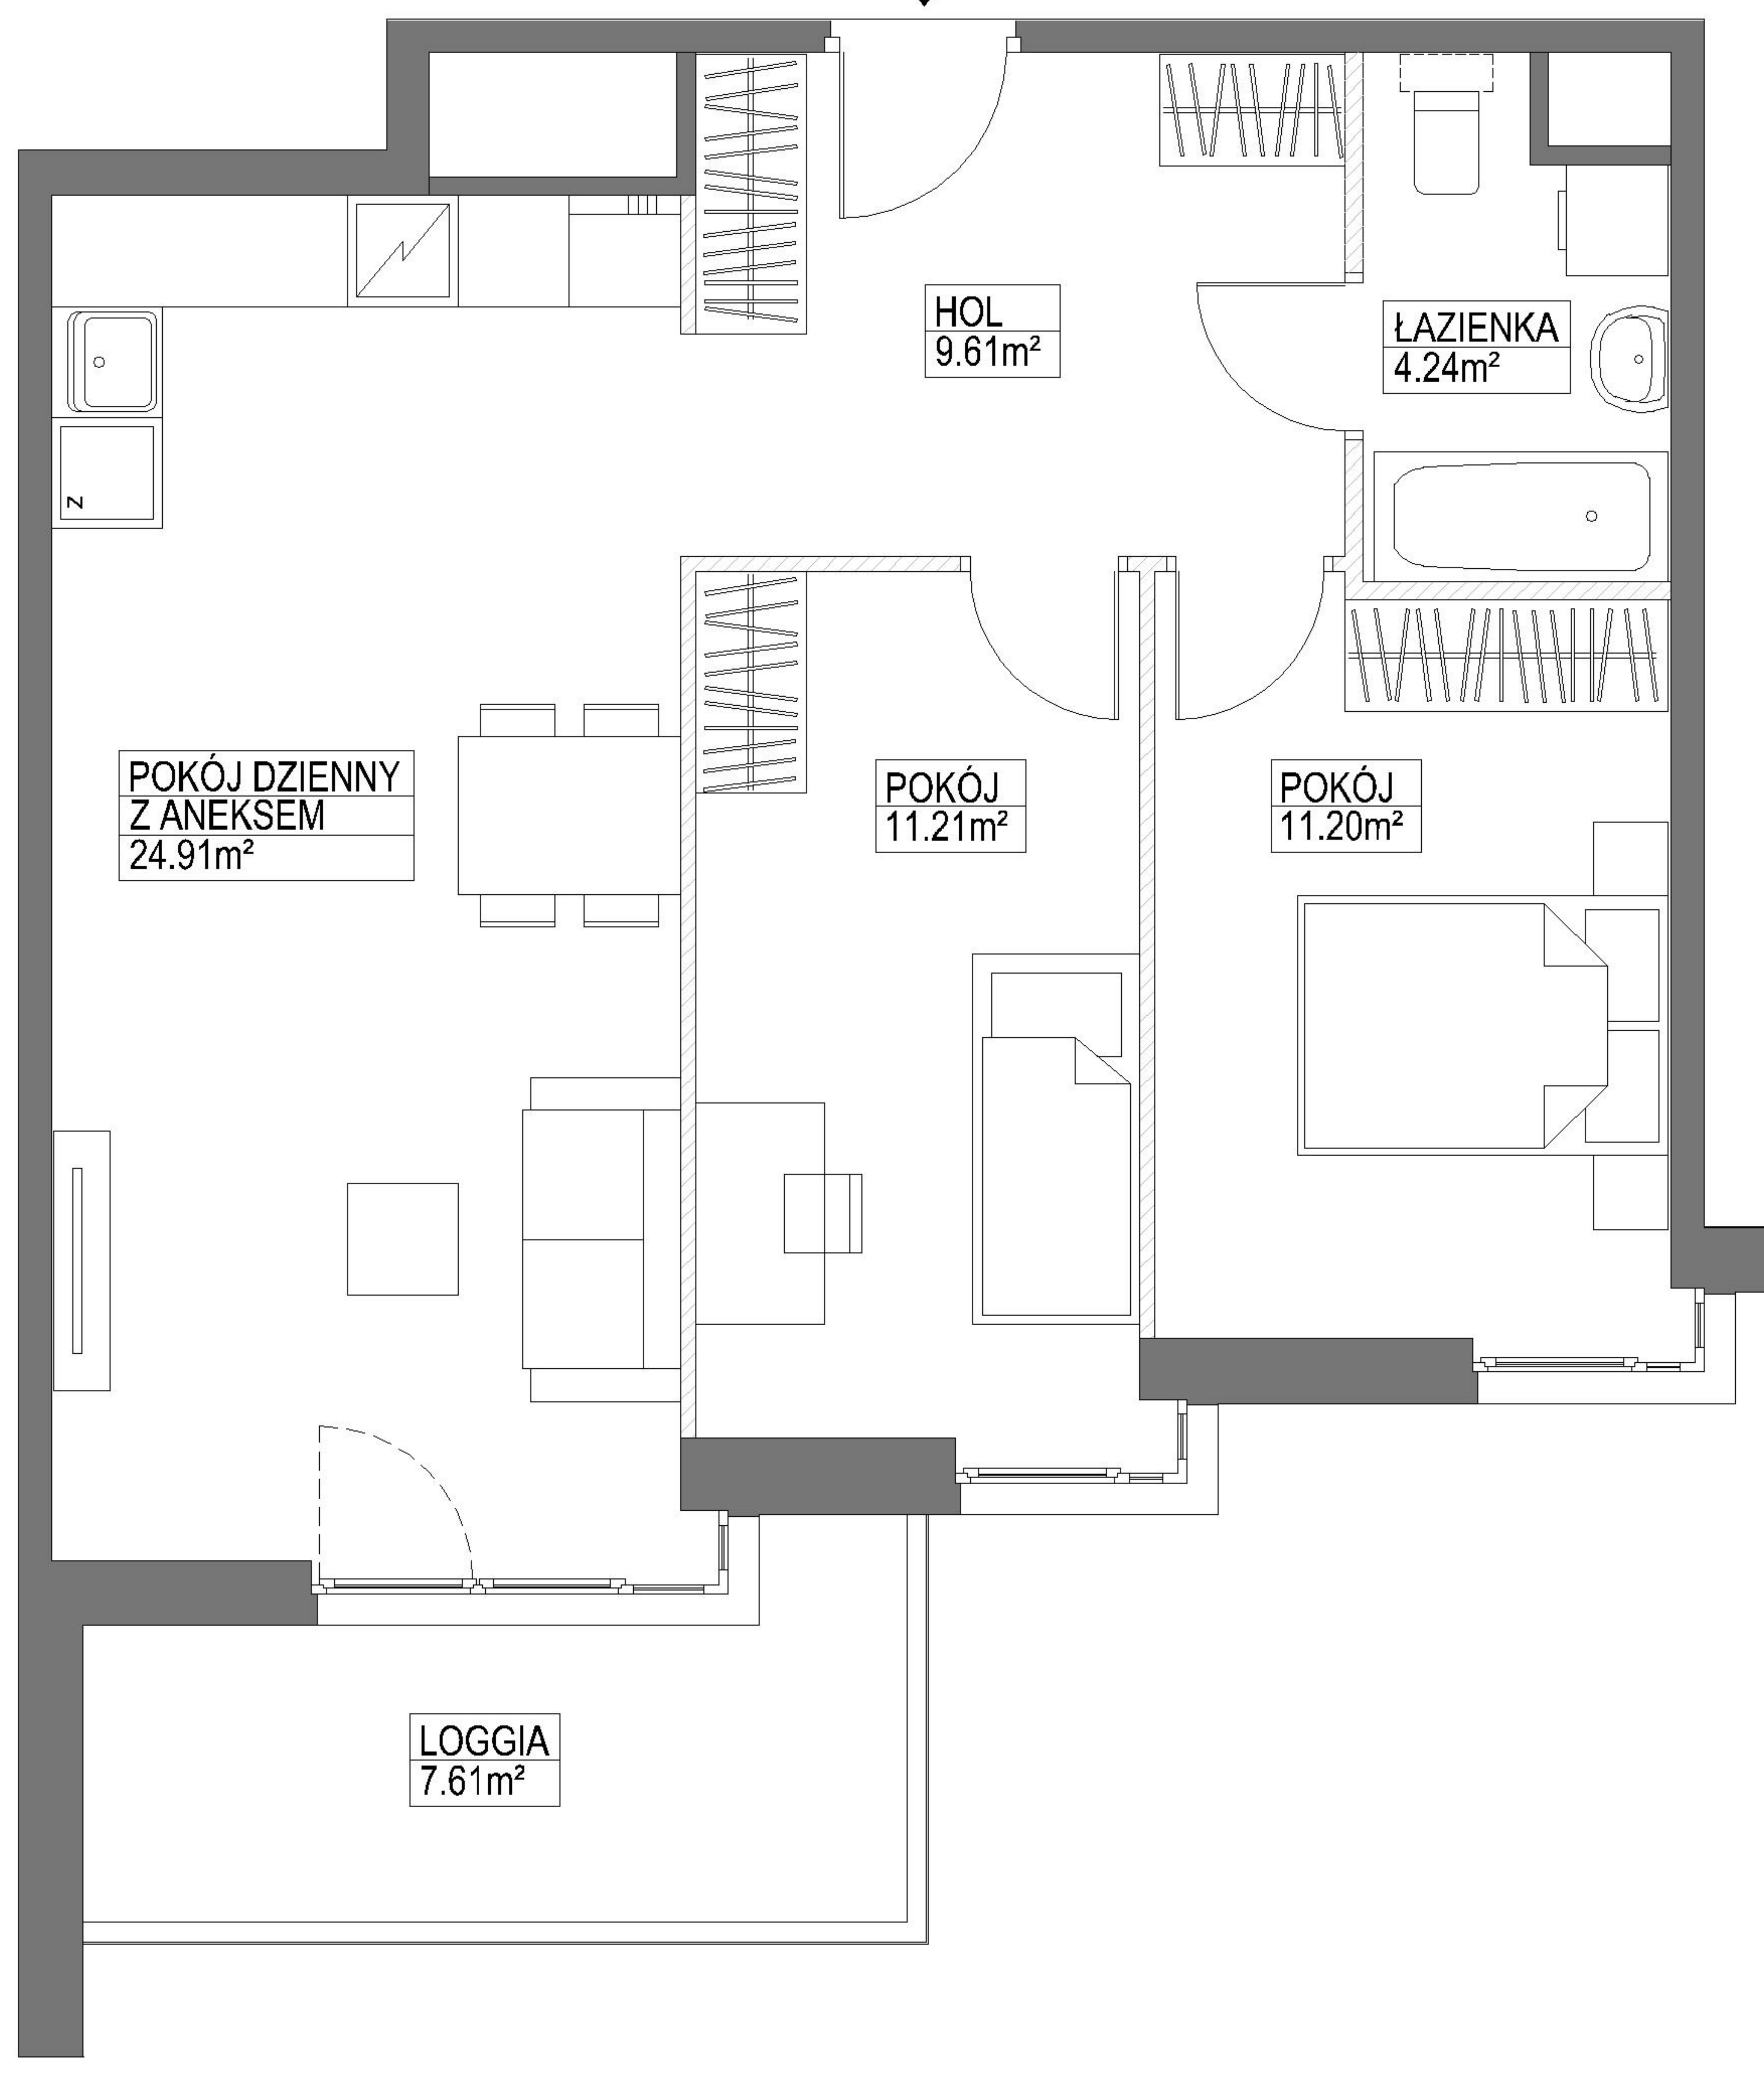 HOL
9.61m²
ŁAZIENKA
4.24m²
Z
POKÓJ DZIENNY
Z ANEKSEM
24.91m²
POKÓJ
11.21m²
POKÓJ
11.20m²
LOGGIA
7.61m²